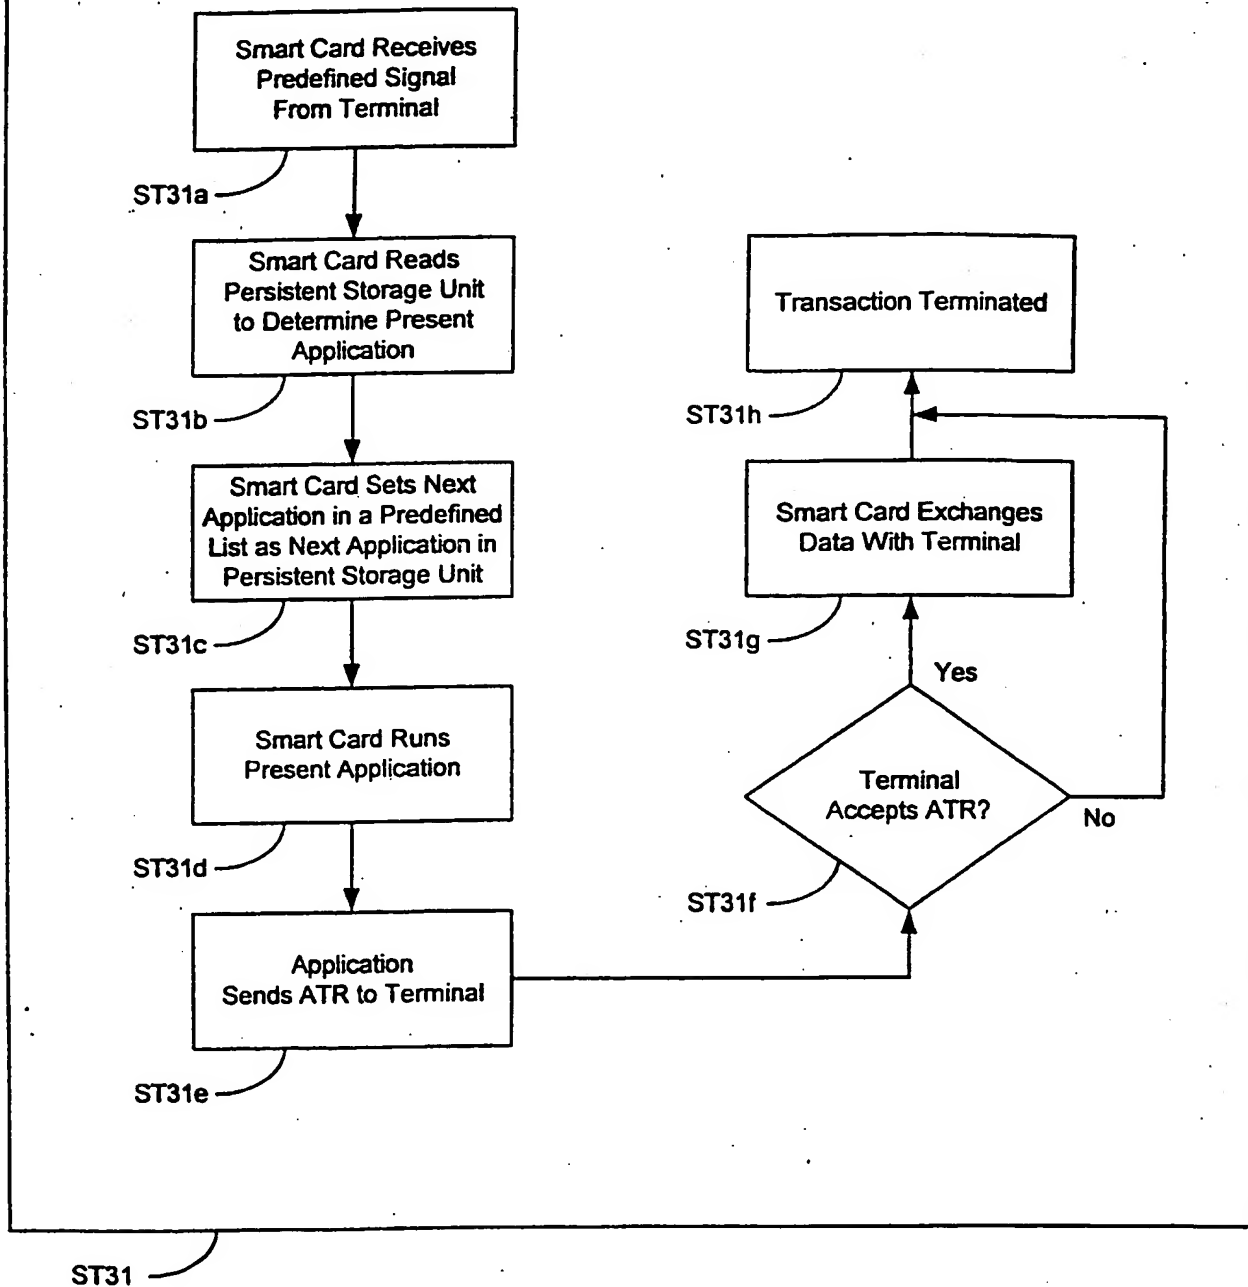 Smart Card Receives
Predefined Signal
From Terminal
ST31a
Smart Card Reads
Persistent Storage Unit
to Determine Present
Application
ST31b
Smart Card Sets Next
Application in a Predefined
List as Next Application in
Persistent Storage Unit
ST31c
Smart Card Runs
Present Application
ST31d
Application
Sends ATR to Terminal
ST31e
Transaction Terminated
ST31h
Smart Card Exchanges
Data With Terminal
ST31g
Yes
Terminal
Accepts ATR?
No
ST31f
ST31